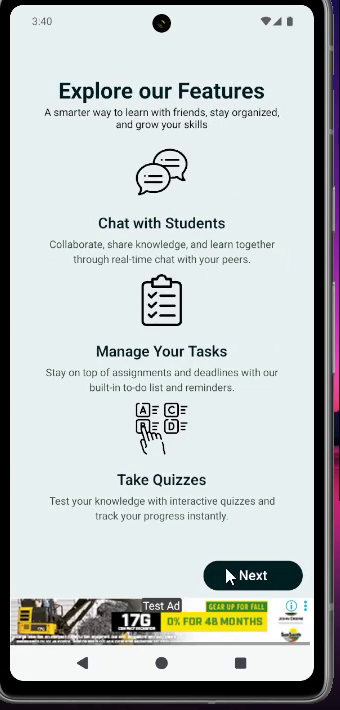 3:40
Explore our Features
A smarter way to learn with friends, stay organized,
and grow your skills
Chat with Students
Collaborate, share knowledge, and learn together
through real-time chat with your peers.
Manage Your Tasks
Stay on top of assignments and deadlines with our
built-in to-do list and reminders.
A C
B D
Take Quizzes
Test your knowledge with interactive quizzes and
track your progress instantly.
Next
Test Ad
GEAR UP FOR FALL
17G
0% FOR 48 MONTHS
JOHN DEERE